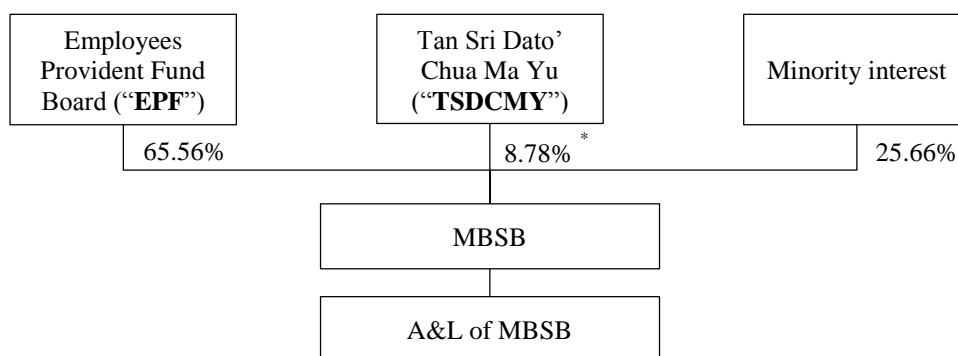 Employees
Provident Fund
Board (“EPF”)
Tan Sri Dato’
Chua Ma Yu
(“TSDCMY”)
Minority interest
65.56%
8.78% *
25.66%
MBSB
A&L of MBSB